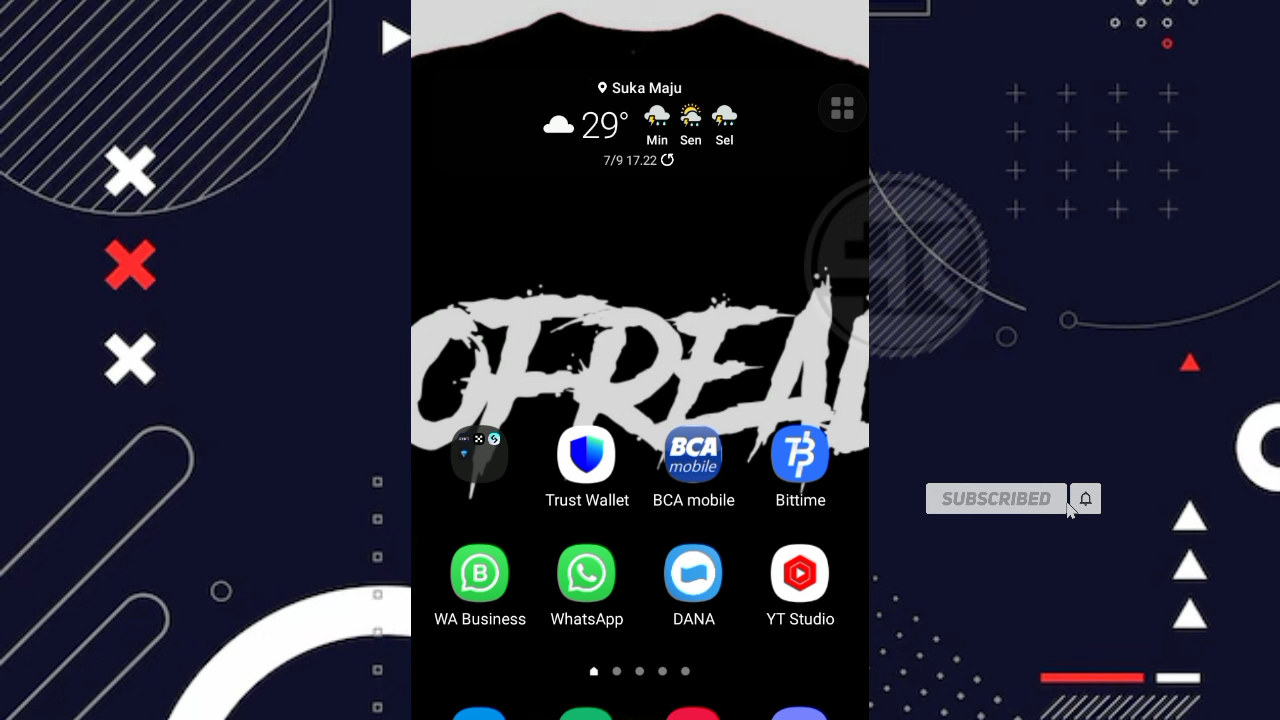 Suka Maju
29°
Min Sen Sel
7/9 17.22
OFREAL
BCA
mobile
Trust Wallet BCA mobile Bittime
SUBSCRIBED
B
WA Business WhatsApp DANA YT Studio